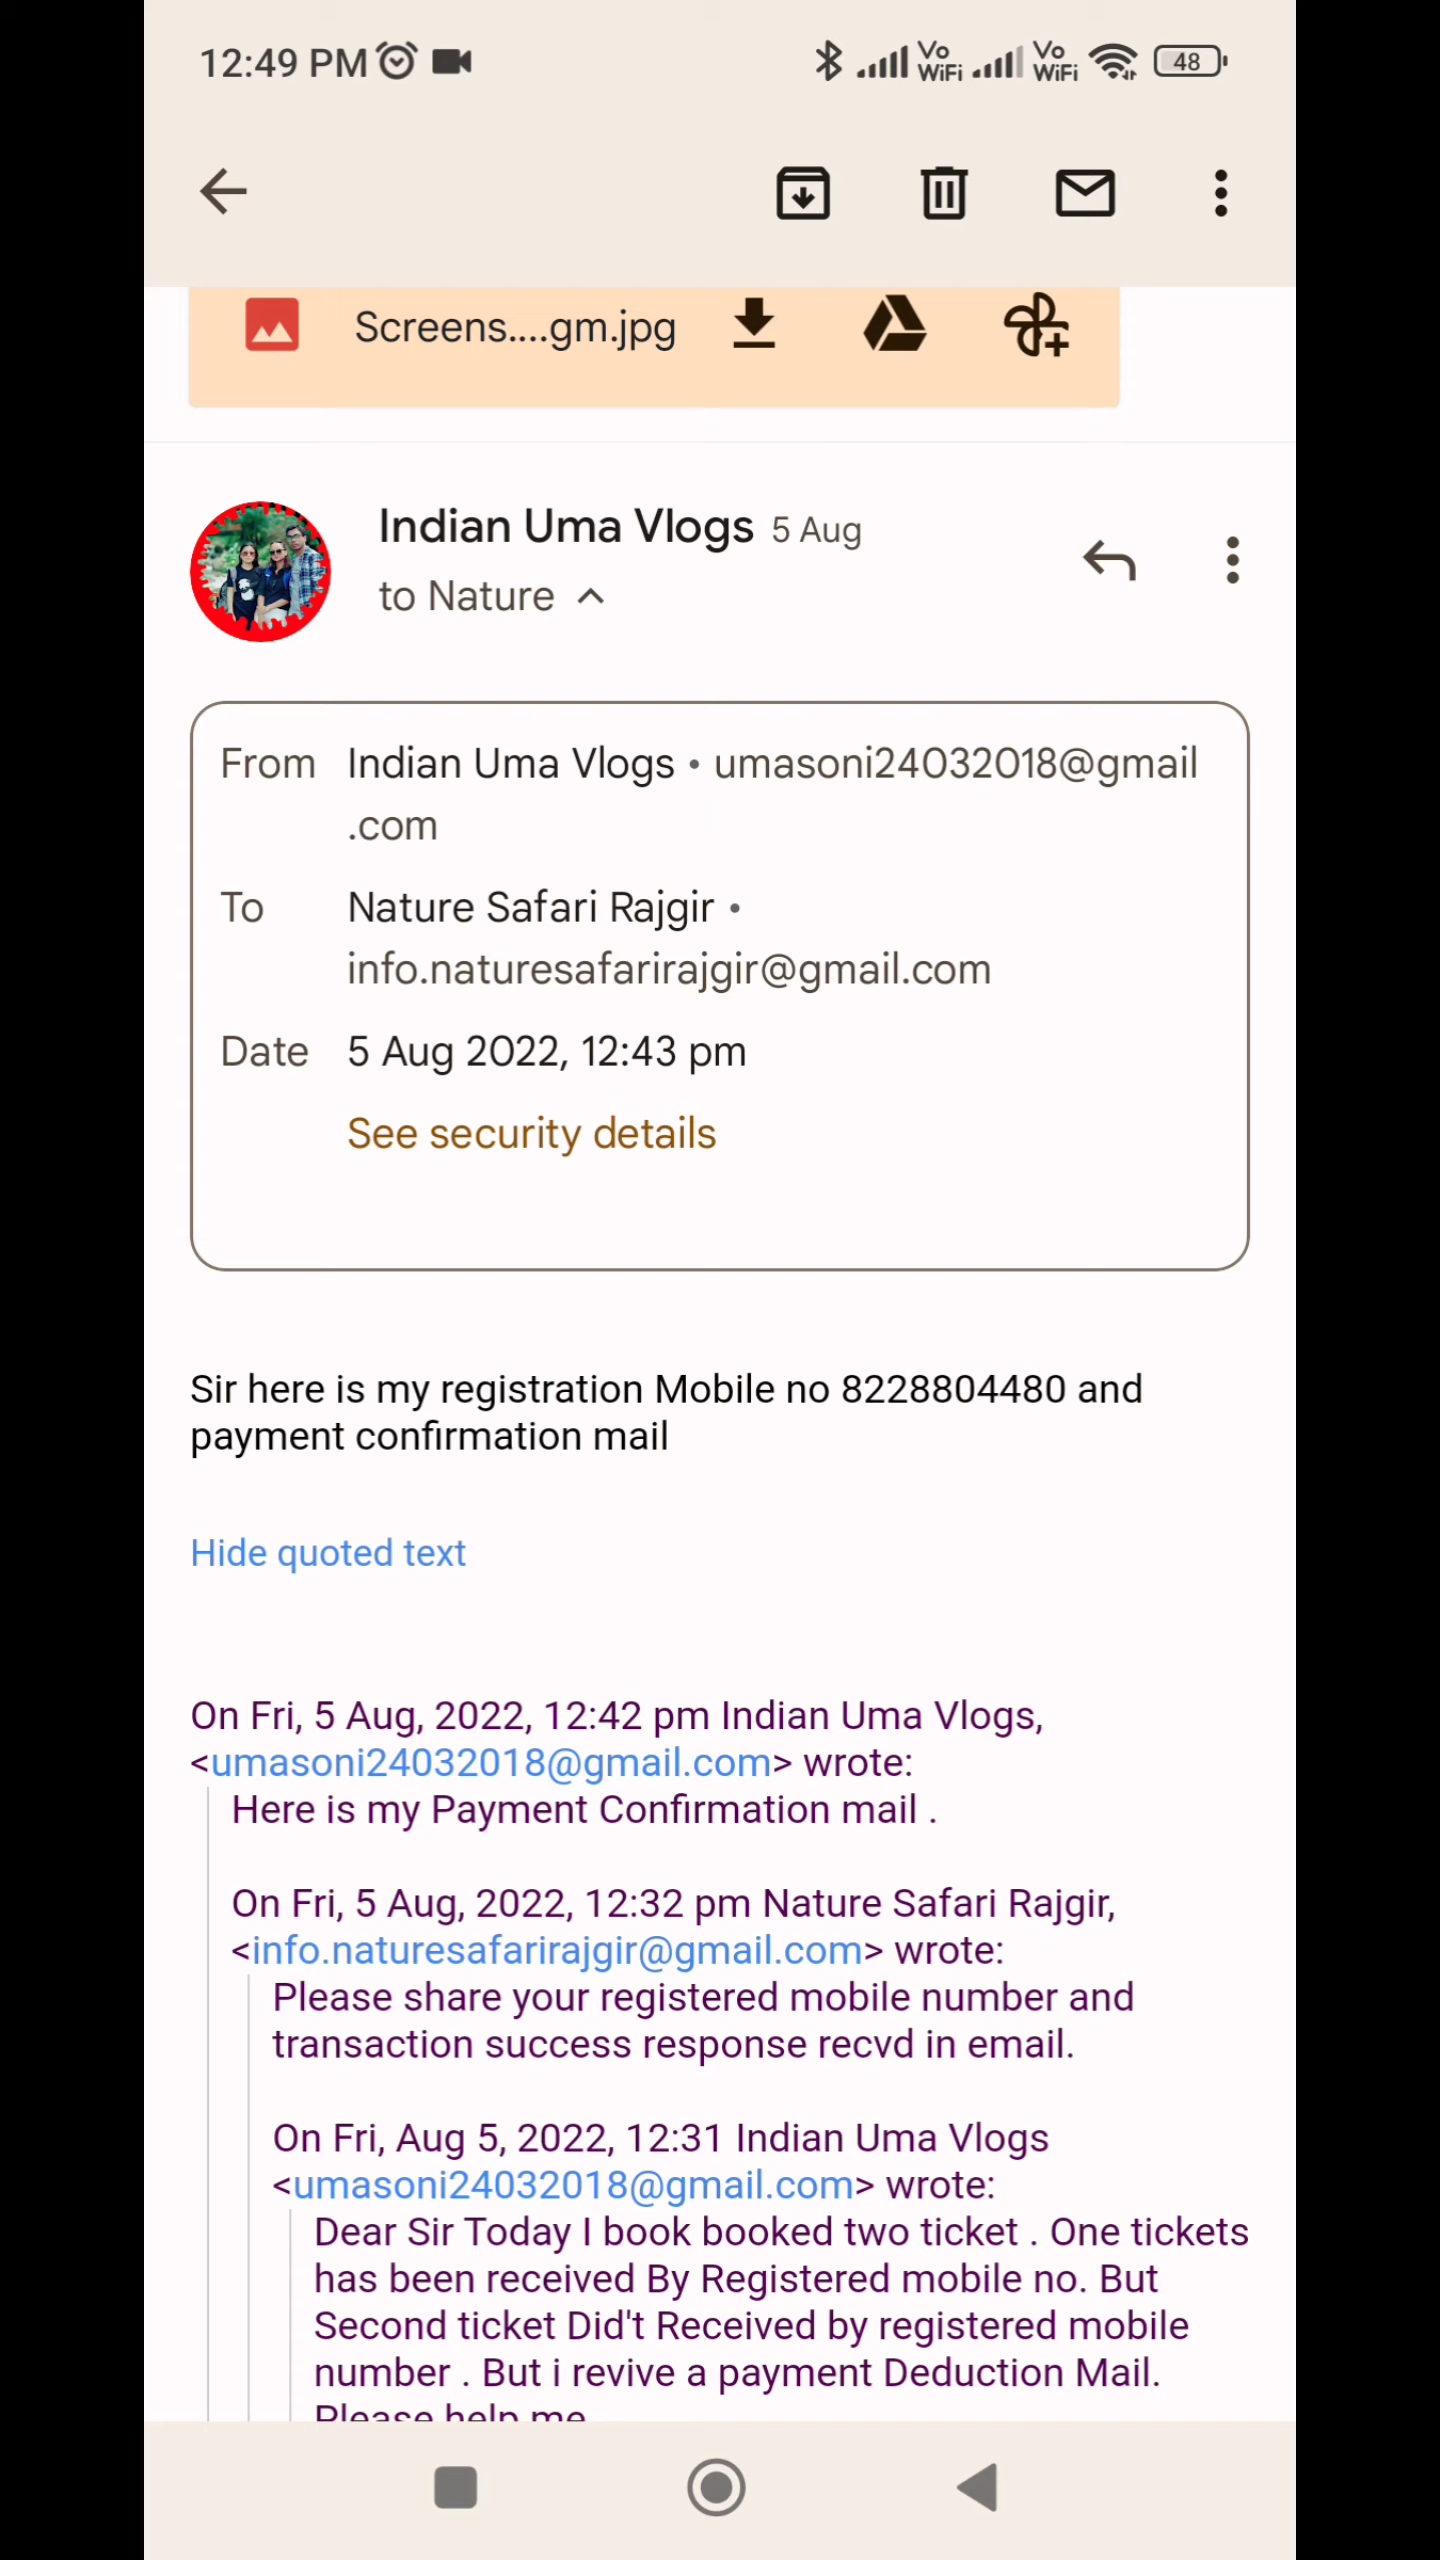 12:49 PM
Vo WiFi Vo WiFi 48
Screens....gm.jpg
Indian Uma Vlogs 5 Aug
to Nature
From Indian Uma Vlogs • umasoni24032018@gmail
.com
To Nature Safari Rajgir •
info.naturesafarirajgir@gmail.com
Date 5 Aug 2022, 12:43 pm
See security details
Sir here is my registration Mobile no 8228804480 and
payment confirmation mail
Hide quoted text
On Fri, 5 Aug, 2022, 12:42 pm Indian Uma Vlogs,
<umasoni24032018@gmail.com> wrote:
Here is my Payment Confirmation mail .
On Fri, 5 Aug, 2022, 12:32 pm Nature Safari Rajgir,
<info.naturesafarirajgir@gmail.com> wrote:
Please share your registered mobile number and
transaction success response recvd in email.
On Fri, Aug 5, 2022, 12:31 Indian Uma Vlogs
<umasoni24032018@gmail.com> wrote:
Dear Sir Today I book booked two ticket . One tickets
has been received By Registered mobile no. But
Second ticket Did't Received by registered mobile
number . But i revive a payment Deduction Mail.
Please help me